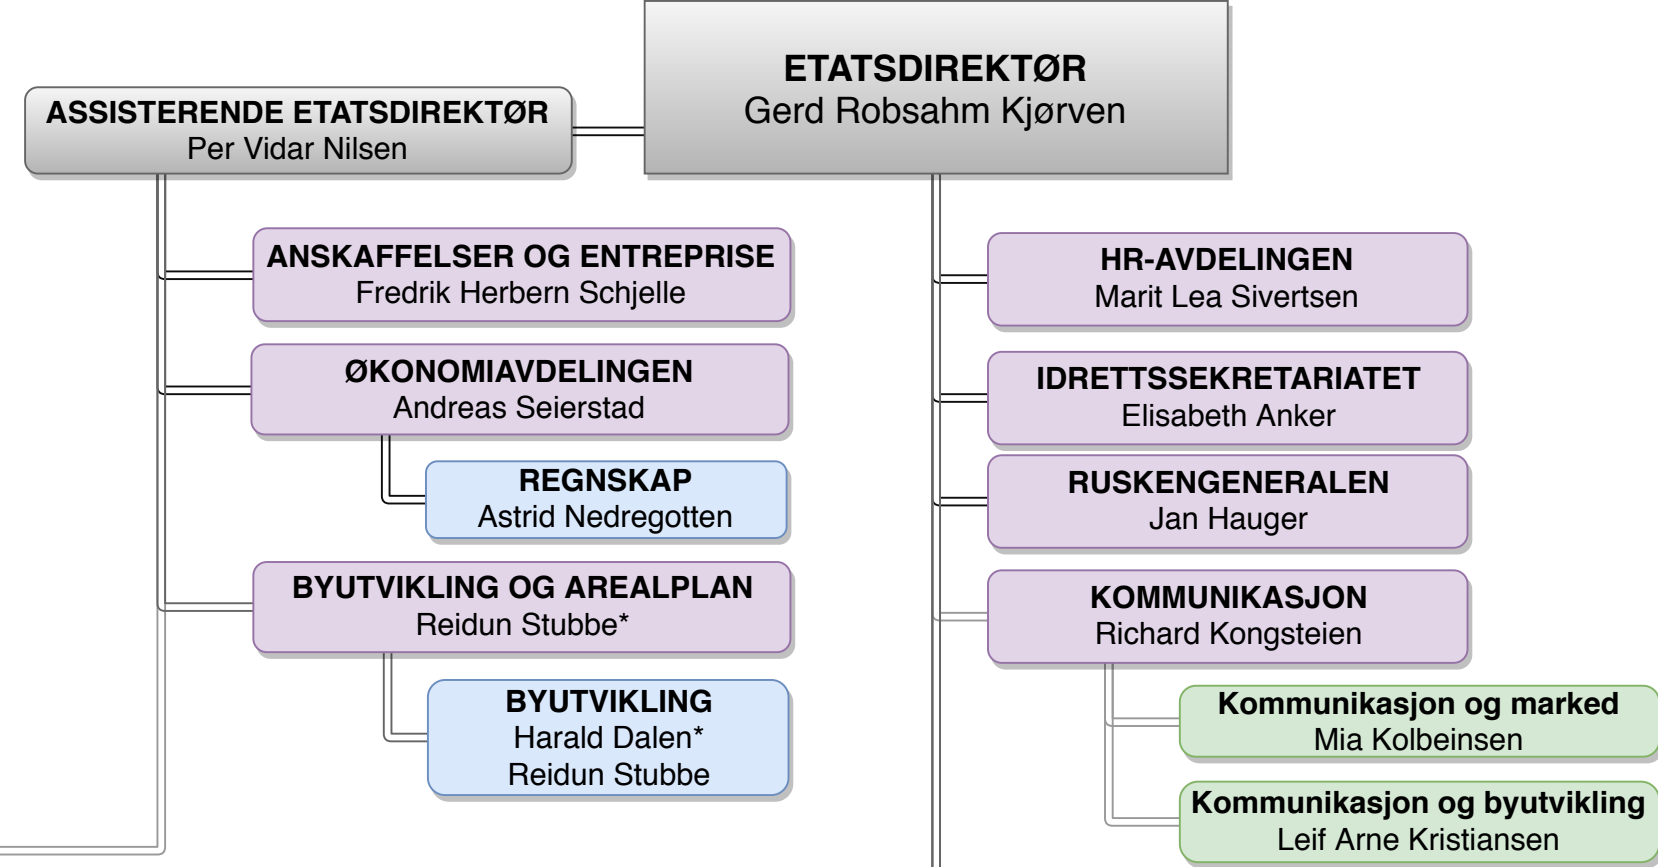 ETATSDIREKTØR
Gerd Robsahm Kjørven
ASSISTERENDE ETATSDIREKTØR
Per Vidar Nilsen
ANSKAFFELSER OG ENTREPRISE
Fredrik Herbern Schjelle
ØKONOMIAVDELINGEN
Andreas Seierstad
REGNSKAP
Astrid Nedregotten
BYUTVIKLING OG AREALPLAN
Reidun Stubbe*
BYUTVIKLING
Harald Dalen*
Reidun Stubbe
HR-AVDELINGEN
Marit Lea Sivertsen
IDRETTSSEKRETARIATET
Elisabeth Anker
RUSKENGENERALEN
Jan Hauger
KOMMUNIKASJON
Richard Kongsteien
Kommunikasjon og marked
Mia Kolbeinsen
Kommunikasjon og byutvikling
Leif Arne Kristiansen